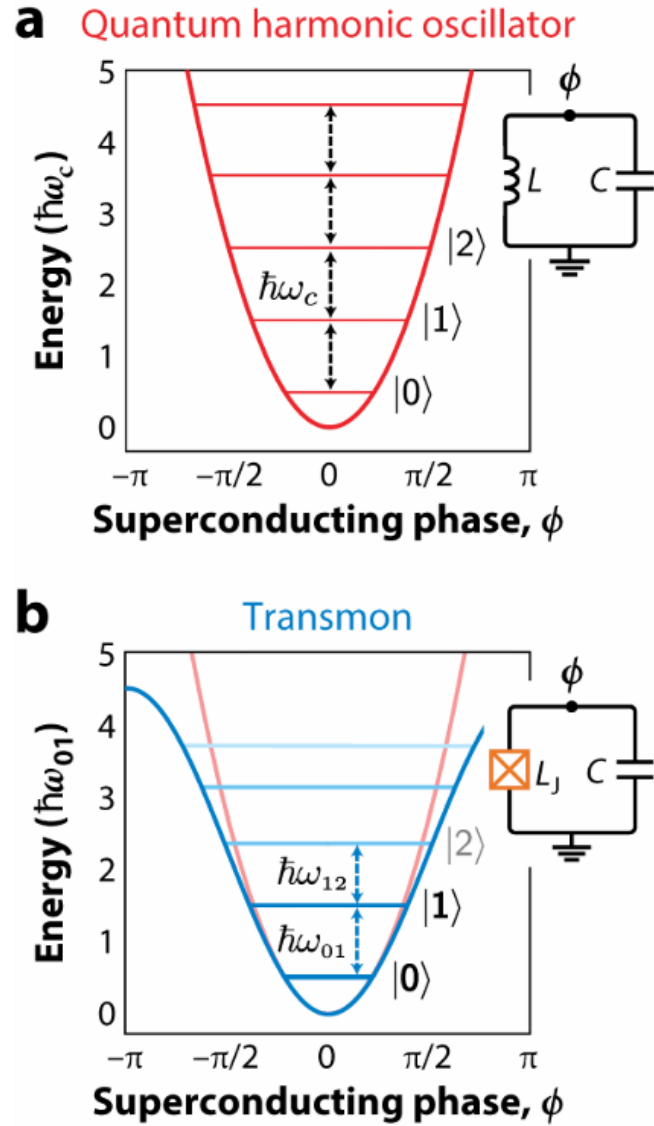 a Quantum harmonic oscillator
5
4
3
2
1
0
Energy (ħω_c)
ϕ
L
C
|2⟩
ħω_c
|1⟩
|0⟩
−π −π/2 0 π/2 π
Superconducting phase, ϕ
b Transmon
5
4
3
2
1
0
Energy (ħω_01)
ϕ
L_J
C
|2⟩
ħω_12
|1⟩
ħω_01
|0⟩
−π −π/2 0 π/2 π
Superconducting phase, ϕ